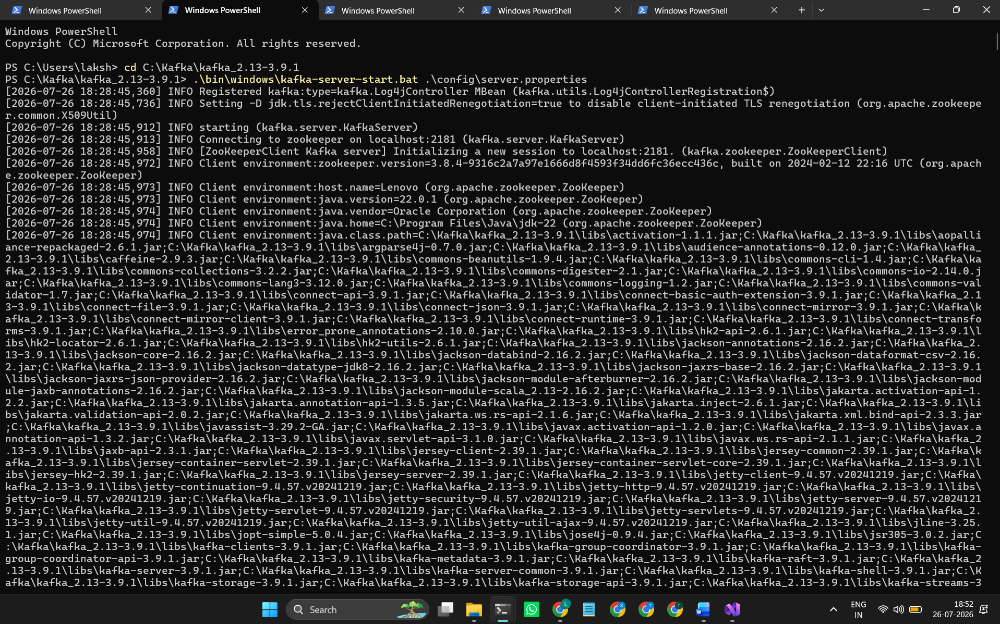 Windows PowerShell
Windows PowerShell
Windows PowerShell
Windows PowerShell
Windows PowerShell
Windows PowerShell
Copyright (C) Microsoft Corporation. All rights reserved.
PS C:\Users\laksh> cd C:\Kafka\kafka_2.13-3.9.1
PS C:\Kafka\kafka_2.13-3.9.1> .\bin\windows\kafka-server-start.bat .\config\server.properties
[2026-07-26 18:28:45,360] INFO Registered kafka:type=kafka.Log4jController MBean (kafka.utils.Log4jControllerRegistration$)
[2026-07-26 18:28:45,736] INFO Setting -D jdk.tls.rejectClientInitiatedRenegotiation=true to disable client-initiated TLS renegotiation (org.apache.zookeepe
r.common.X509Util)
[2026-07-26 18:28:45,912] INFO starting (kafka.server.KafkaServer)
[2026-07-26 18:28:45,913] INFO Connecting to zookeeper on localhost:2181 (kafka.server.KafkaServer)
[2026-07-26 18:28:45,958] INFO [ZooKeeperClient Kafka server] Initializing a new session to localhost:2181. (kafka.zookeeper.ZooKeeperClient)
[2026-07-26 18:28:45,972] INFO Client environment:zookeeper.version=3.8.4-9316c2a7a97e1666d8f4593f34dd6fc36ecc436c, built on 2024-02-12 22:16 UTC (org.apach
e.zookeeper.ZooKeeper)
[2026-07-26 18:28:45,973] INFO Client environment:host.name=Lenovo (org.apache.zookeeper.ZooKeeper)
[2026-07-26 18:28:45,973] INFO Client environment:java.version=22.0.1 (org.apache.zookeeper.ZooKeeper)
[2026-07-26 18:28:45,974] INFO Client environment:java.vendor=Oracle Corporation (org.apache.zookeeper.ZooKeeper)
[2026-07-26 18:28:45,974] INFO Client environment:java.home=C:\Program Files\Java\jdk-22 (org.apache.zookeeper.ZooKeeper)
[2026-07-26 18:28:45,974] INFO Client environment:java.class.path=C:\Kafka\kafka_2.13-3.9.1\libs\activation-1.1.1.jar;C:\Kafka\kafka_2.13-3.9.1\libs\aopalli
ance-repackaged-2.6.1.jar;C:\Kafka\kafka_2.13-3.9.1\libs\argparse4j-0.7.0.jar;C:\Kafka\kafka_2.13-3.9.1\libs\audience-annotations-0.12.0.jar;C:\Kafka\kafka_
2.13-3.9.1\libs\caffeine-2.9.3.jar;C:\Kafka\kafka_2.13-3.9.1\libs\commons-beanutils-1.9.4.jar;C:\Kafka\kafka_2.13-3.9.1\libs\commons-cli-1.4.jar;C:\Kafka\ka
fka_2.13-3.9.1\libs\commons-collections-3.2.2.jar;C:\Kafka\kafka_2.13-3.9.1\libs\commons-digester-2.1.jar;C:\Kafka\kafka_2.13-3.9.1\libs\commons-io-2.14.0.j
ar;C:\Kafka\kafka_2.13-3.9.1\libs\commons-lang3-3.12.0.jar;C:\Kafka\kafka_2.13-3.9.1\libs\commons-logging-1.2.jar;C:\Kafka\kafka_2.13-3.9.1\libs\commons-val
idator-1.7.jar;C:\Kafka\kafka_2.13-3.9.1\libs\connect-api-3.9.1.jar;C:\Kafka\kafka_2.13-3.9.1\libs\connect-basic-auth-extension-3.9.1.jar;C:\Kafka\kafka_2.1
3-3.9.1\libs\connect-file-3.9.1.jar;C:\Kafka\kafka_2.13-3.9.1\libs\connect-json-3.9.1.jar;C:\Kafka\kafka_2.13-3.9.1\libs\connect-mirror-3.9.1.jar;C:\Kafka\k
afka_2.13-3.9.1\libs\connect-mirror-client-3.9.1.jar;C:\Kafka\kafka_2.13-3.9.1\libs\connect-runtime-3.9.1.jar;C:\Kafka\kafka_2.13-3.9.1\libs\connect-transfo
rms-3.9.1.jar;C:\Kafka\kafka_2.13-3.9.1\libs\error_prone_annotations-2.10.0.jar;C:\Kafka\kafka_2.13-3.9.1\libs\hk2-api-2.6.1.jar;C:\Kafka\kafka_2.13-3.9.1\l
ibs\hk2-locator-2.6.1.jar;C:\Kafka\kafka_2.13-3.9.1\libs\hk2-utils-2.6.1.jar;C:\Kafka\kafka_2.13-3.9.1\libs\jackson-annotations-2.16.2.jar;C:\Kafka\kafka_2.
13-3.9.1\libs\jackson-core-2.16.2.jar;C:\Kafka\kafka_2.13-3.9.1\libs\jackson-databind-2.16.2.jar;C:\Kafka\kafka_2.13-3.9.1\libs\jackson-dataformat-csv-2.16.
2.jar;C:\Kafka\kafka_2.13-3.9.1\libs\jackson-datatype-jdk8-2.16.2.jar;C:\Kafka\kafka_2.13-3.9.1\libs\jackson-jaxrs-base-2.16.2.jar;C:\Kafka\kafka_2.13-3.9.1
\libs\jackson-jaxrs-json-provider-2.16.2.jar;C:\Kafka\kafka_2.13-3.9.1\libs\jackson-module-afterburner-2.16.2.jar;C:\Kafka\kafka_2.13-3.9.1\libs\jackson-mod
ule-jaxb-annotations-2.16.2.jar;C:\Kafka\kafka_2.13-3.9.1\libs\jackson-module-scala_2.13-2.16.2.jar;C:\Kafka\kafka_2.13-3.9.1\libs\jakarta.activation-api-1.
2.2.jar;C:\Kafka\kafka_2.13-3.9.1\libs\jakarta.annotation-api-1.3.5.jar;C:\Kafka\kafka_2.13-3.9.1\libs\jakarta.inject-2.6.1.jar;C:\Kafka\kafka_2.13-3.9.1\li
bs\jakarta.validation-api-2.0.2.jar;C:\Kafka\kafka_2.13-3.9.1\libs\jakarta.ws.rs-api-2.1.6.jar;C:\Kafka\kafka_2.13-3.9.1\libs\jakarta.xml.bind-api-2.3.3.jar
;C:\Kafka\kafka_2.13-3.9.1\libs\javassist-3.29.2-GA.jar;C:\Kafka\kafka_2.13-3.9.1\libs\javax.activation-api-1.2.0.jar;C:\Kafka\kafka_2.13-3.9.1\libs\javax.a
nnotation-api-1.3.2.jar;C:\Kafka\kafka_2.13-3.9.1\libs\javax.servlet-api-3.1.0.jar;C:\Kafka\kafka_2.13-3.9.1\libs\javax.ws.rs-api-2.1.1.jar;C:\Kafka\kafka_2
.13-3.9.1\libs\jaxb-api-2.3.1.jar;C:\Kafka\kafka_2.13-3.9.1\libs\jersey-client-2.39.1.jar;C:\Kafka\kafka_2.13-3.9.1\libs\jersey-common-2.39.1.jar;C:\Kafka\k
afka_2.13-3.9.1\libs\jersey-container-servlet-2.39.1.jar;C:\Kafka\kafka_2.13-3.9.1\libs\jersey-container-servlet-core-2.39.1.jar;C:\Kafka\kafka_2.13-3.9.1\l
ibs\jersey-hk2-2.39.1.jar;C:\Kafka\kafka_2.13-3.9.1\libs\jersey-server-2.39.1.jar;C:\Kafka\kafka_2.13-3.9.1\libs\jetty-client-9.4.57.v20241219.jar;C:\Kafka\
kafka_2.13-3.9.1\libs\jetty-continuation-9.4.57.v20241219.jar;C:\Kafka\kafka_2.13-3.9.1\libs\jetty-http-9.4.57.v20241219.jar;C:\Kafka\kafka_2.13-3.9.1\libs\
jetty-io-9.4.57.v20241219.jar;C:\Kafka\kafka_2.13-3.9.1\libs\jetty-security-9.4.57.v20241219.jar;C:\Kafka\kafka_2.13-3.9.1\libs\jetty-server-9.4.57.v2024121
9.jar;C:\Kafka\kafka_2.13-3.9.1\libs\jetty-servlet-9.4.57.v20241219.jar;C:\Kafka\kafka_2.13-3.9.1\libs\jetty-servlets-9.4.57.v20241219.jar;C:\Kafka\kafka_2.
13-3.9.1\libs\jetty-util-9.4.57.v20241219.jar;C:\Kafka\kafka_2.13-3.9.1\libs\jetty-util-ajax-9.4.57.v20241219.jar;C:\Kafka\kafka_2.13-3.9.1\libs\jline-3.25.
1.jar;C:\Kafka\kafka_2.13-3.9.1\libs\jopt-simple-5.0.4.jar;C:\Kafka\kafka_2.13-3.9.1\libs\jose4j-0.9.4.jar;C:\Kafka\kafka_2.13-3.9.1\libs\jsr305-3.0.2.jar;C
:\Kafka\kafka_2.13-3.9.1\libs\kafka-clients-3.9.1.jar;C:\Kafka\kafka_2.13-3.9.1\libs\kafka-group-coordinator-3.9.1.jar;C:\Kafka\kafka_2.13-3.9.1\libs\kafka-
group-coordinator-api-3.9.1.jar;C:\Kafka\kafka_2.13-3.9.1\libs\kafka-metadata-3.9.1.jar;C:\Kafka\kafka_2.13-3.9.1\libs\kafka-raft-3.9.1.jar;C:\Kafka\kafka_2
.13-3.9.1\libs\kafka-server-3.9.1.jar;C:\Kafka\kafka_2.13-3.9.1\libs\kafka-server-common-3.9.1.jar;C:\Kafka\kafka_2.13-3.9.1\libs\kafka-shell-3.9.1.jar;C:\K
afka\kafka_2.13-3.9.1\libs\kafka-storage-3.9.1.jar;C:\Kafka\kafka_2.13-3.9.1\libs\kafka-storage-api-3.9.1.jar;C:\Kafka\kafka_2.13-3.9.1\libs\kafka-streams-3
Search
ENG
IN
18:52
26-07-2026